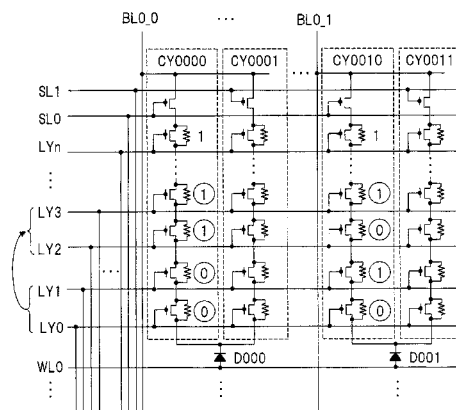 BL0_0 ... BL0_1
CY0000 CY0001 ... CY0010 CY0011
SL1
SL0
LYn 1 1
⋮
LY3 ① ①
LY2 ① ⓪
LY1 ... ⓪ ①
LY0 ⓪ ⓪
WL0 D000 D001
⋮ ⋮ ⋮